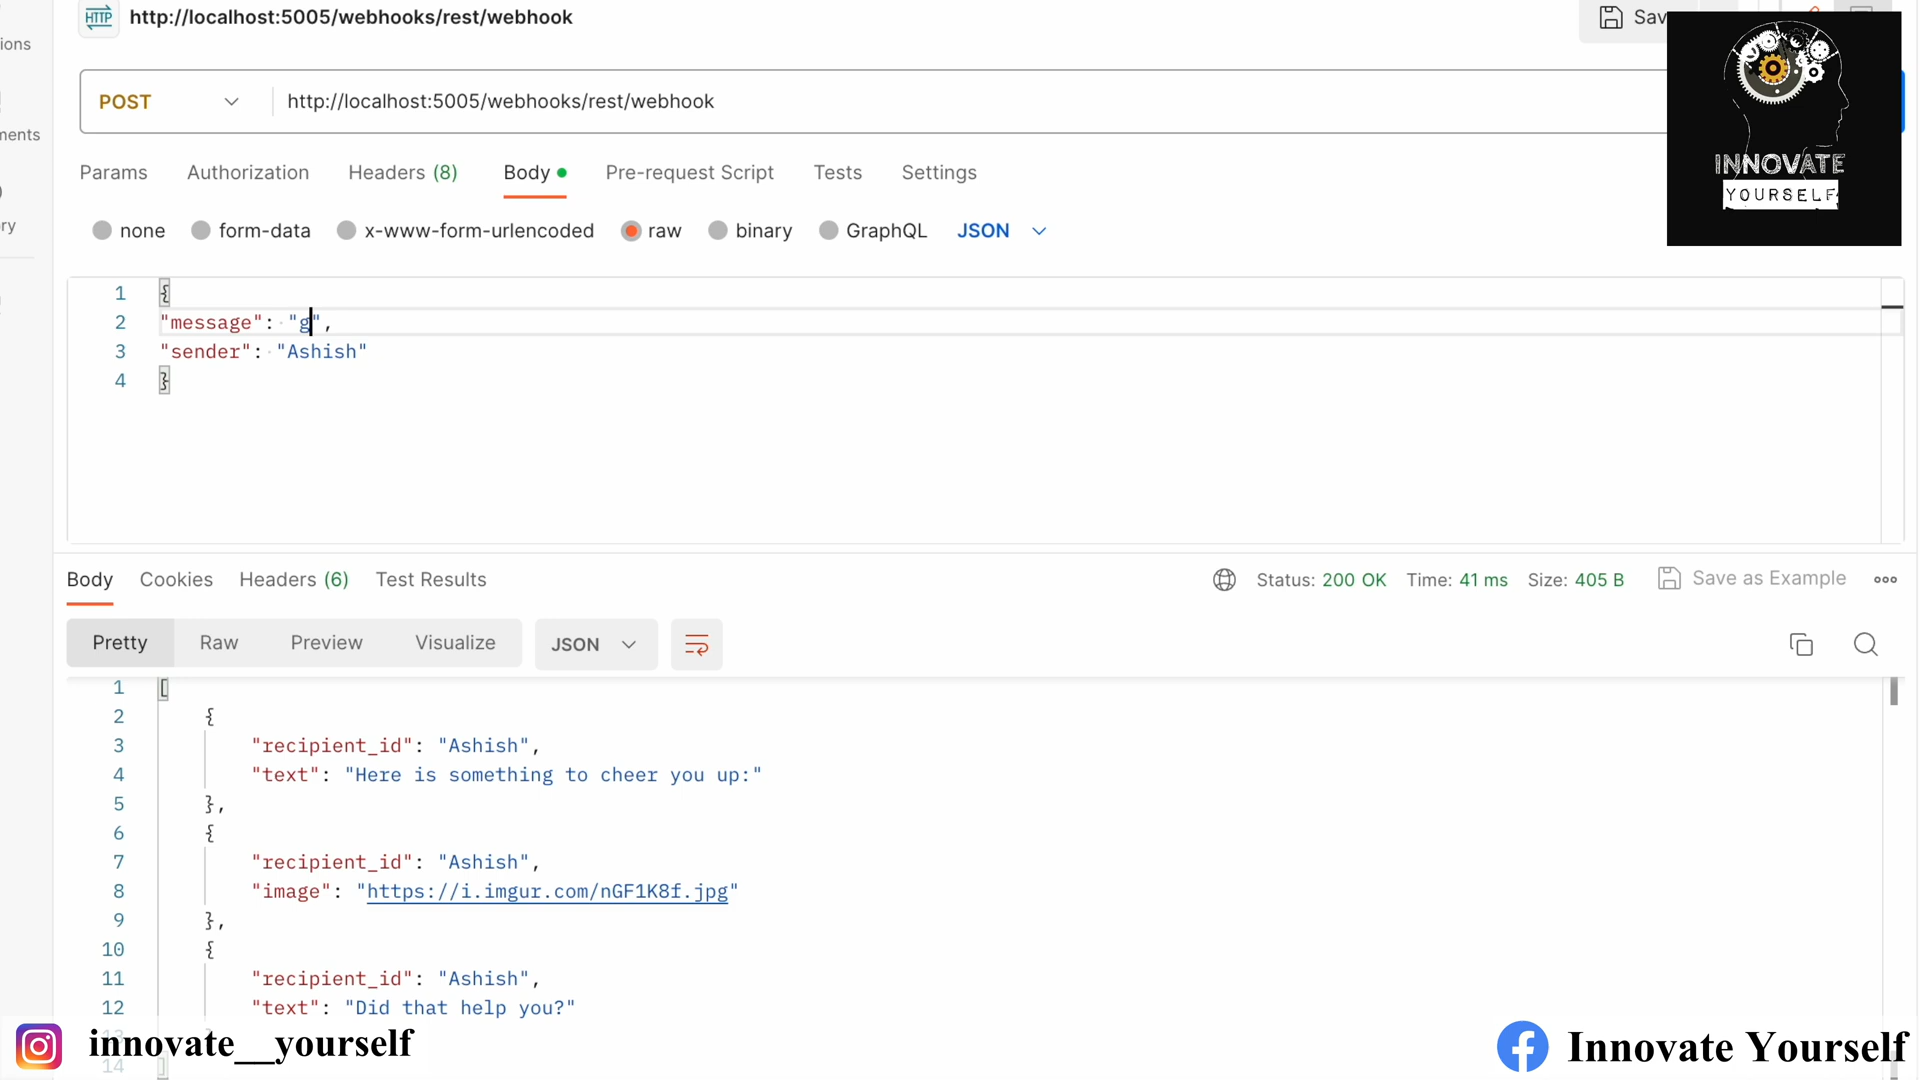 HTTP http://localhost:5005/webhooks/rest/webhook
Sav
ions
POST http://localhost:5005/webhooks/rest/webhook
INNOVATE
YOURSELF
ments
Params Authorization Headers (8) Body Pre-request Script Tests Settings
ry
none form-data x-www-form-urlencoded raw binary GraphQL JSON
1 {
2 "message": "g",
3 "sender": "Ashish"
4 }
Body Cookies Headers (6) Test Results Status: 200 OK Time: 41 ms Size: 405 B Save as Example
Pretty Raw Preview Visualize JSON
1 [
2 {
3 "recipient_id": "Ashish",
4 "text": "Here is something to cheer you up:"
5 },
6 {
7 "recipient_id": "Ashish",
8 "image": "https://i.imgur.com/nGF1K8f.jpg"
9 },
10 {
11 "recipient_id": "Ashish",
12 "text": "Did that help you?"
13 }
14 ]
innovate__yourself
Innovate Yourself